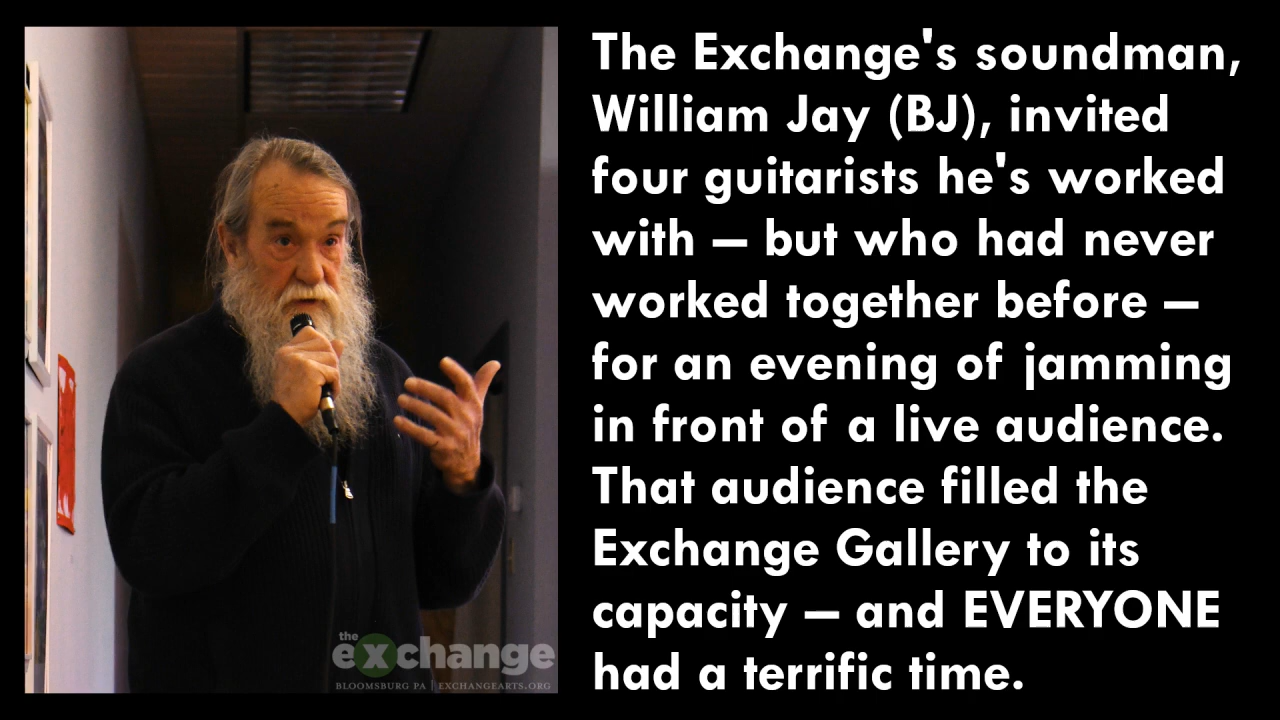 The Exchange's soundman,
William Jay (BJ), invited
four guitarists he's worked
with — but who had never
worked together before —
for an evening of jamming
in front of a live audience.
That audience filled the
Exchange Gallery to its
capacity — and EVERYONE
had a terrific time.
the
exchange
BLOOMSBURG PA | EXCHANGEARTS.ORG